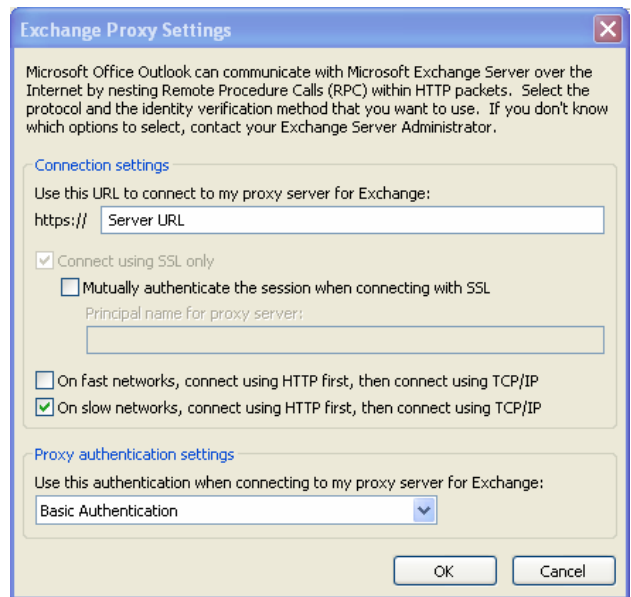 Exchange Proxy Settings
Microsoft Office Outlook can communicate with Microsoft Exchange Server over the
Internet by nesting Remote Procedure Calls (RPC) within HTTP packets. Select the
protocol and the identity verification method that you want to use. If you don't know
which options to select, contact your Exchange Server Administrator.
Connection settings
Use this URL to connect to my proxy server for Exchange:
https:// Server URL
Connect using SSL only
Mutually authenticate the session when connecting with SSL
Principal name for proxy server:
On fast networks, connect using HTTP first, then connect using TCP/IP
On slow networks, connect using HTTP first, then connect using TCP/IP
Proxy authentication settings
Use this authentication when connecting to my proxy server for Exchange:
Basic Authentication
OK Cancel